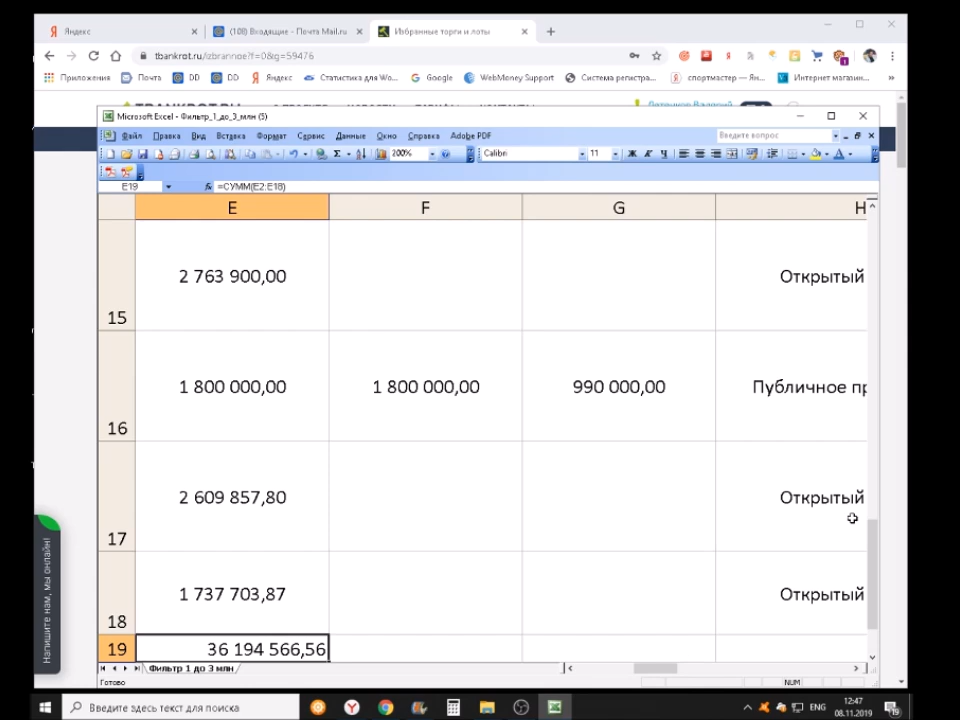 Яндекс
(108) Входящие - Почта Mail.ru
Избранные торги и лоты
tbankrot.ru/izbrannoe?f=0&g=59476
Приложения
Почта
DD
DD
Яндекс
Статистика для Wo...
Google
WebMoney Support
Система регистра...
спортмастер — Ян...
Интернет магазин...
Microsoft Excel - Фильтр_1_до_3_млн (5)
Файл Правка Вид Вставка Формат Сервис Данные Окно Справка Adobe PDF
Введите вопрос
200%
Calibri
11
Ж К Ч
E19
fx =СУММ(E2:E18)
E F G H
2 763 900,00 Открытый
15
1 800 000,00 1 800 000,00 990 000,00 Публичное пр
16
2 609 857,80 Открытый
17
1 737 703,87 Открытый
18
19 36 194 566,56
Фильтр 1 до 3 млн
Готово
NUM
Напишите нам, мы онлайн!
Введите здесь текст для поиска
ENG
12:47
08.11.2019